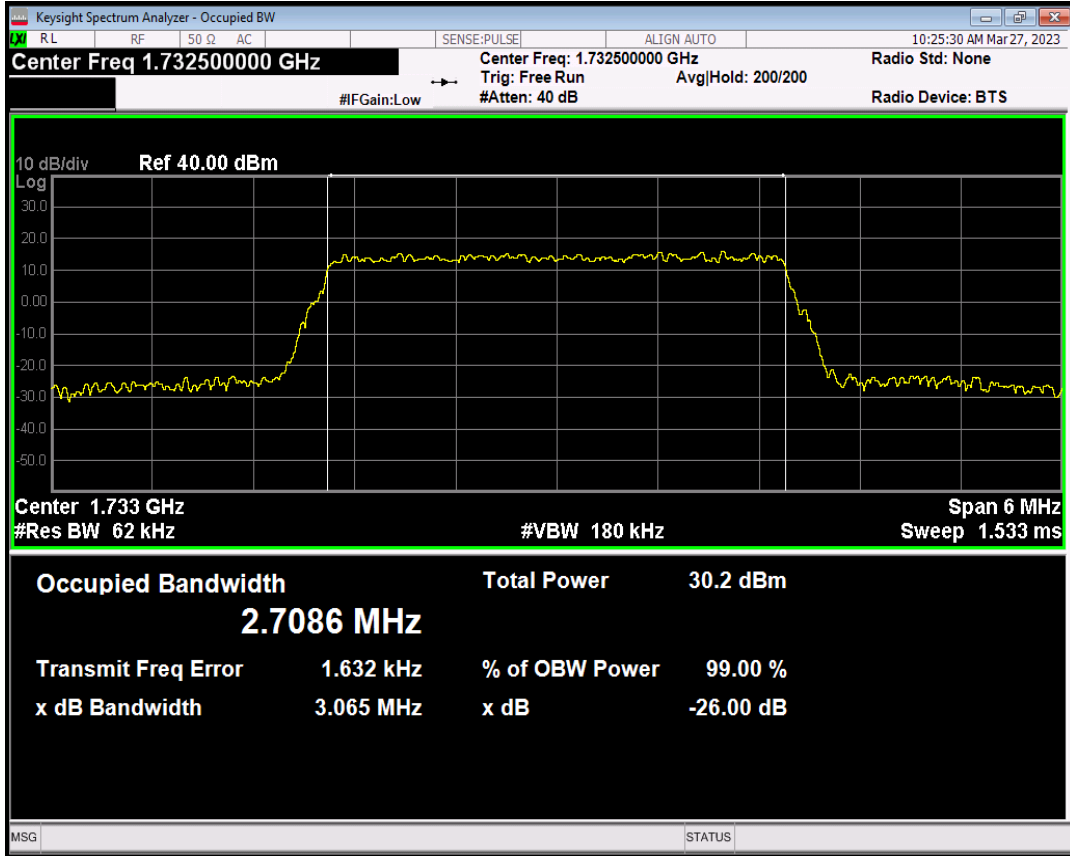 Keysight Spectrum Analyzer - Occupied BW
LXI RL RF 50 Ω AC SENSE:PULSE ALIGN AUTO 10:25:30 AM Mar 27, 2023
Center Freq 1.732500000 GHz
Center Freq: 1.732500000 GHz
Radio Std: None
Trig: Free Run Avg|Hold: 200/200
#IFGain:Low
#Atten: 40 dB
Radio Device: BTS
10 dB/div Ref 40.00 dBm
Log
30.0
20.0
10.0
0.00
-10.0
-20.0
-30.0
-40.0
-50.0
Center 1.733 GHz Span 6 MHz
#Res BW 62 kHz #VBW 180 kHz Sweep 1.533 ms
Occupied Bandwidth Total Power 30.2 dBm
2.7086 MHz
Transmit Freq Error 1.632 kHz % of OBW Power 99.00 %
x dB Bandwidth 3.065 MHz x dB -26.00 dB
MSG STATUS